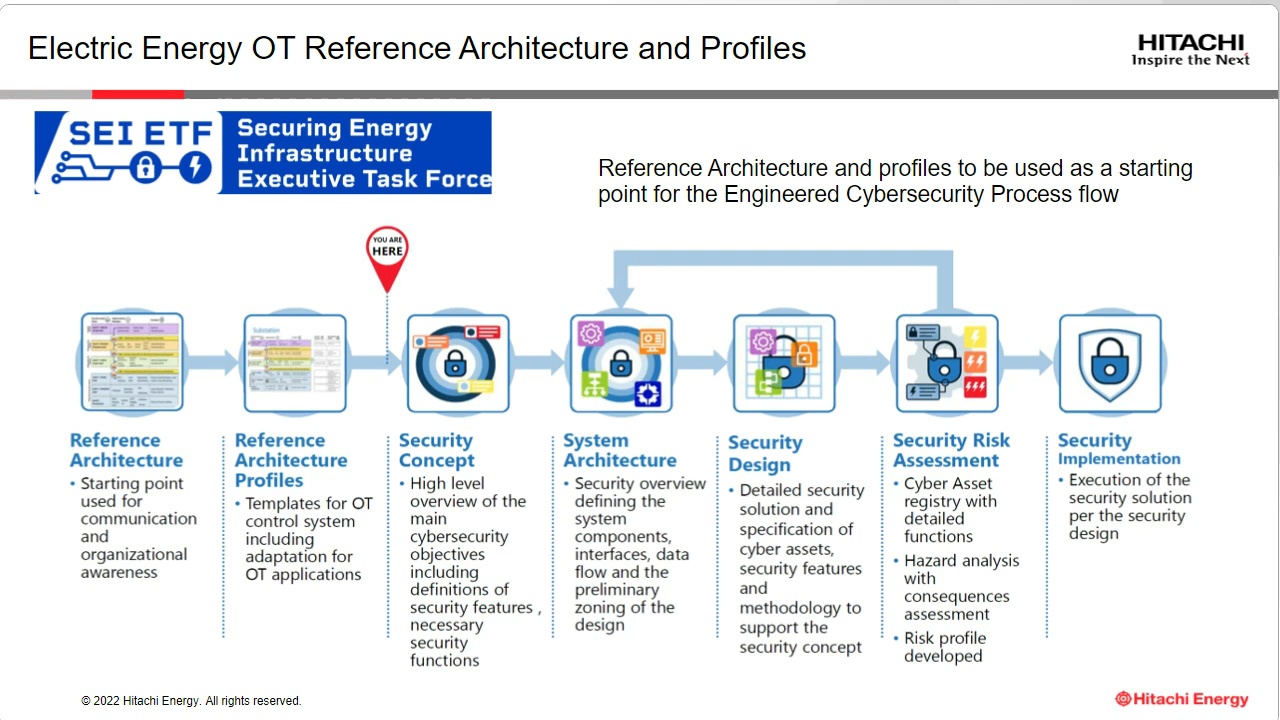 Electric Energy OT Reference Architecture and Profiles
HITACHI
Inspire the Next
SEI ETF
Securing Energy
Infrastructure
Executive Task Force
Reference Architecture and profiles to be used as a starting
point for the Engineered Cybersecurity Process flow
YOU ARE
HERE
Substation
Reference
Architecture
• Starting point
used for
communication
and
organizational
awareness
Reference
Architecture
Profiles
• Templates for OT
control system
including
adaptation for
OT applications
Security
Concept
• High level
overview of the
main
cybersecurity
objectives
including
definitions of
security features ,
necessary
security
functions
System
Architecture
• Security overview
defining the
system
components,
interfaces, data
flow and the
preliminary
zoning of the
design
Security
Design
• Detailed security
solution and
specification of
cyber assets,
security features
and
methodology to
support the
security concept
Security Risk
Assessment
• Cyber Asset
registry with
detailed
functions
• Hazard analysis
with
consequences
assessment
• Risk profile
developed
Security
Implementation
• Execution of the
security solution
per the security
design
© 2022 Hitachi Energy. All rights reserved.
Hitachi Energy